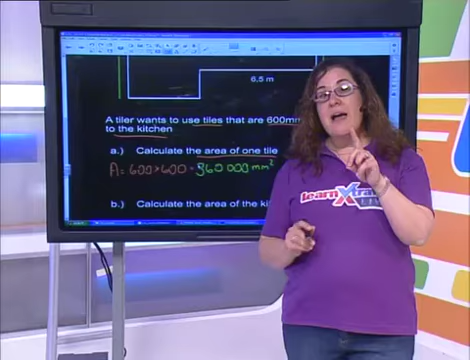 6,5 m
A tiler wants to use tiles that are 600mm
to the kitchen
a.) Calculate the area of one tile
A = 600 × 600 = 360 000 mm²
b.) Calculate the area of the ki
learn Xtra
LIVE